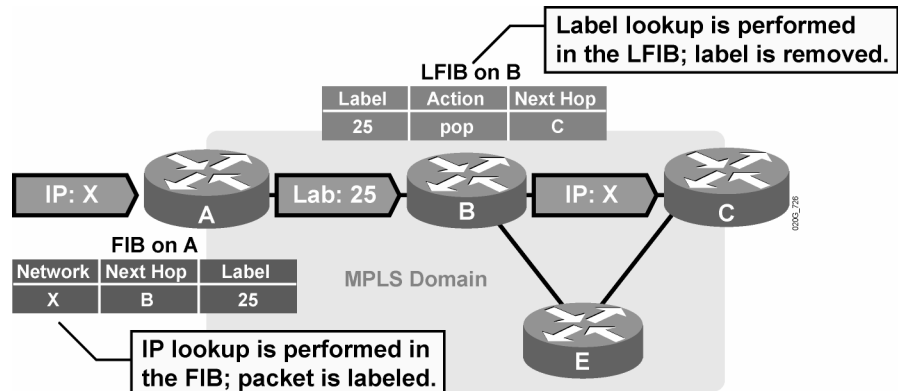 Label lookup is performed
in the LFIB; label is removed.
LFIB on B
Label Action Next Hop
25 pop C
IP: X
A
Lab: 25
B
IP: X
C
020G_726
FIB on A
Network Next Hop Label
X B 25
MPLS Domain
E
IP lookup is performed in
the FIB; packet is labeled.